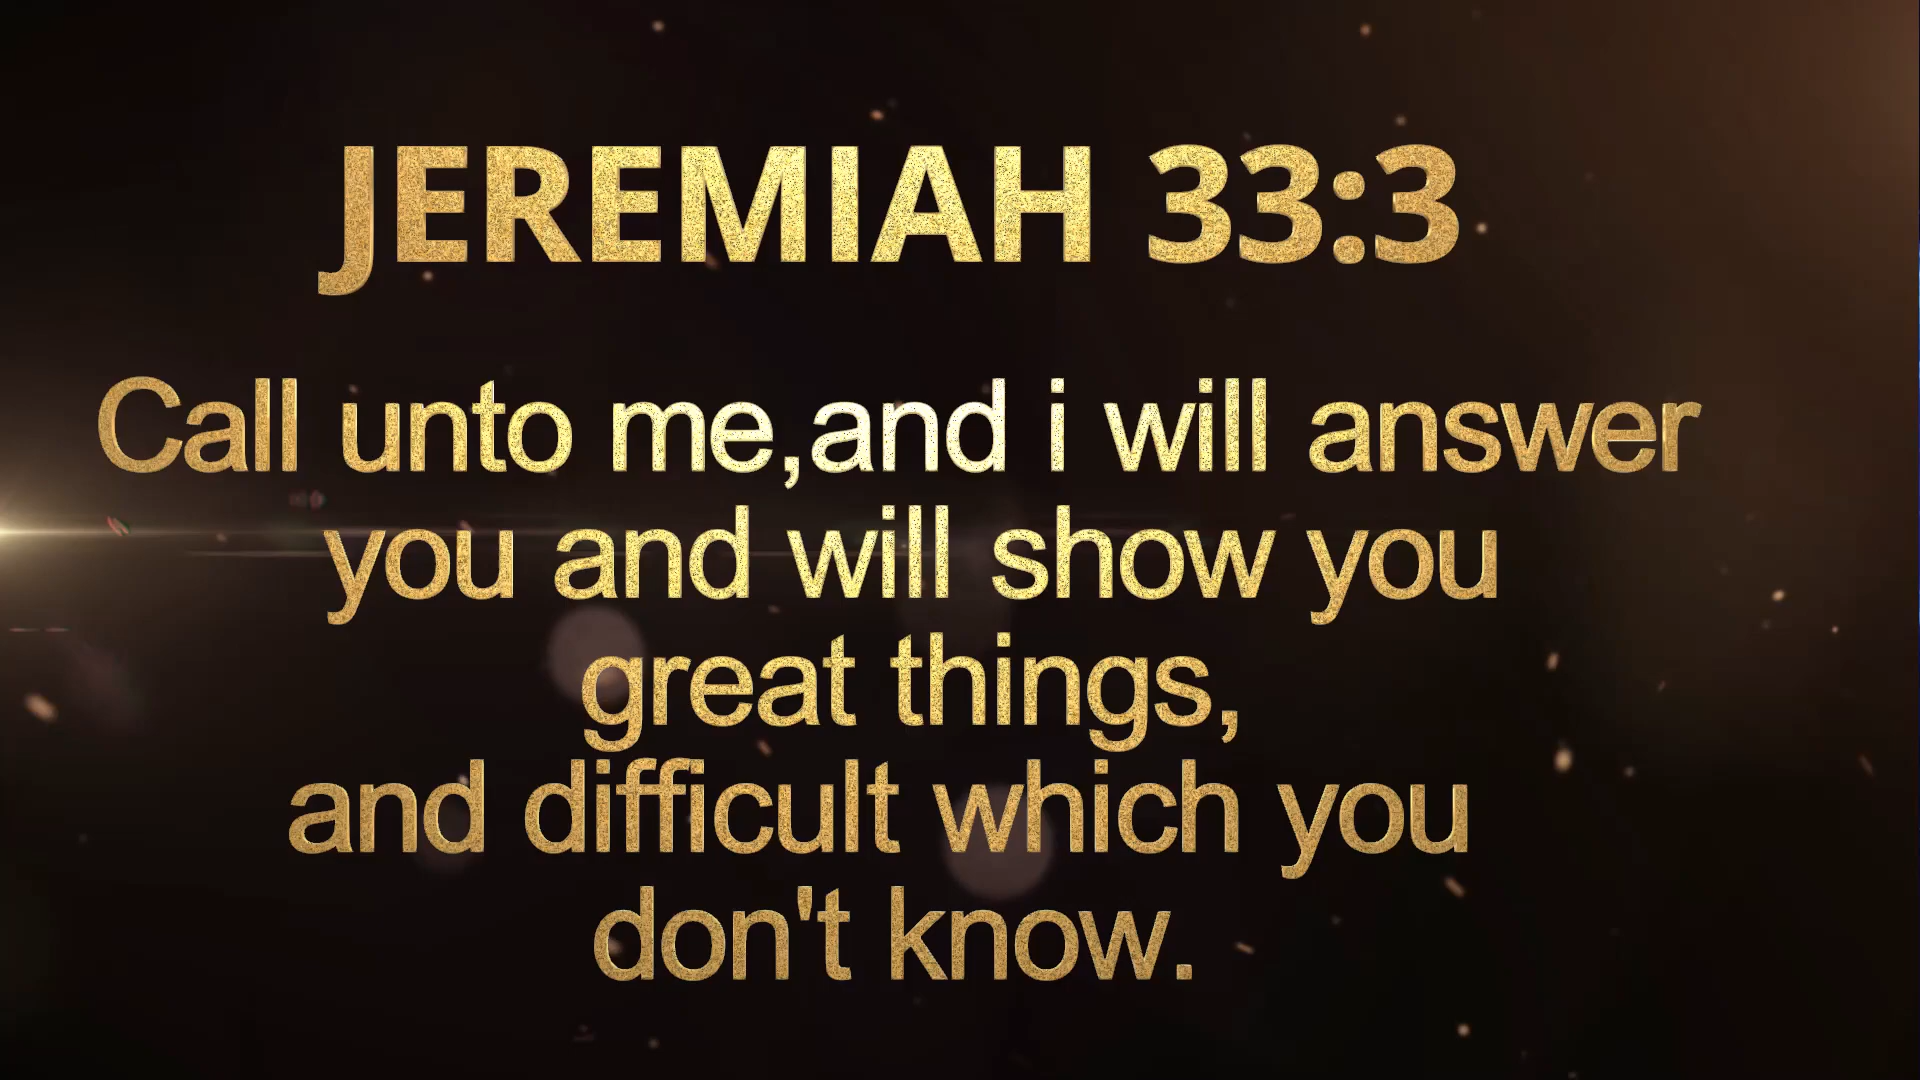 JEREMIAH 33:3
Call unto me,and i will answer
you and will show you
great things,
and difficult which you
don't know.